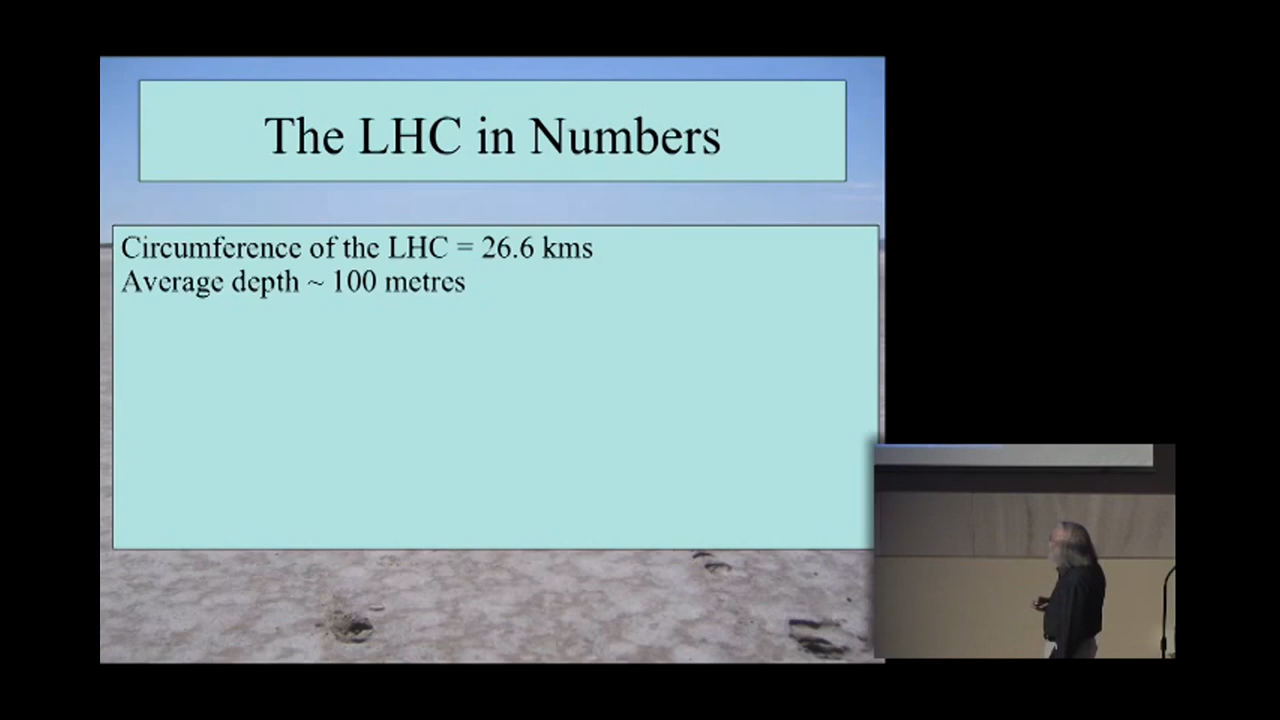 The LHC in Numbers
Circumference of the LHC = 26.6 kms
Average depth ~ 100 metres